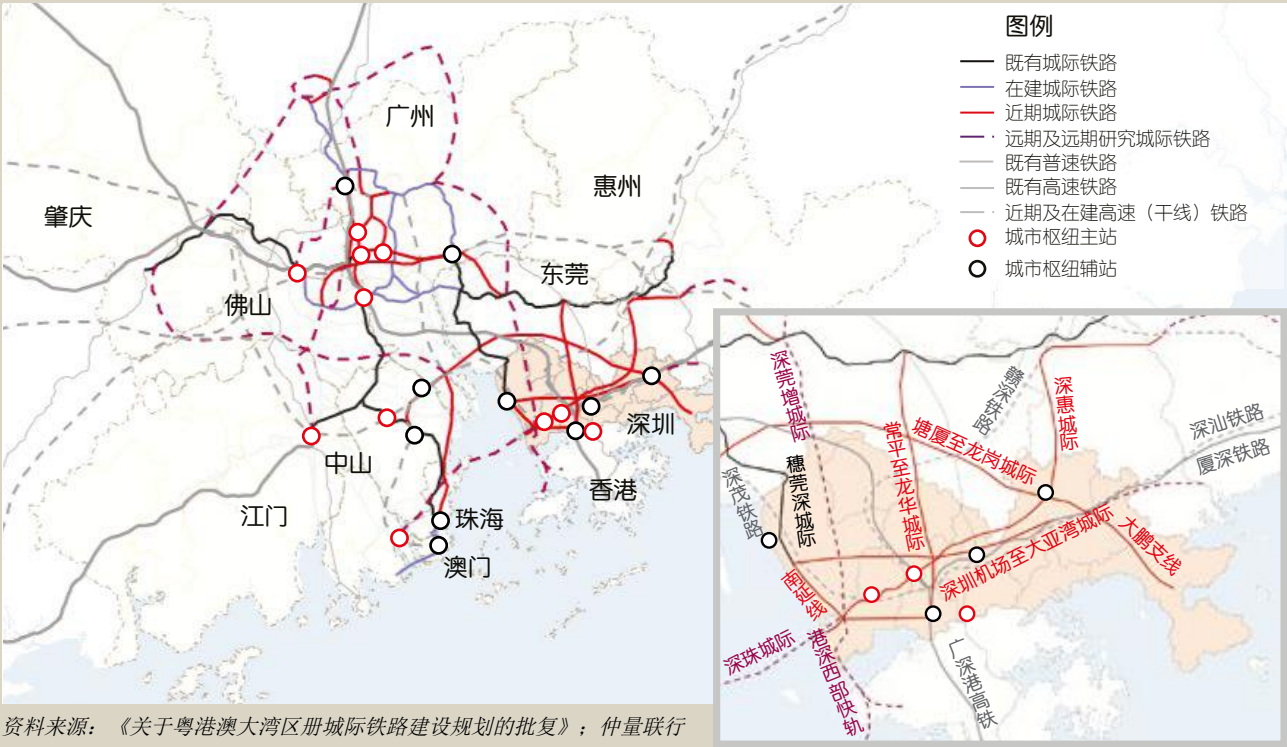 图例
既有城际铁路
在建城际铁路
近期城际铁路
远期及远期研究城际铁路
既有普速铁路
既有高速铁路
近期及在建高速（干线）铁路
城市枢纽主站
城市枢纽辅站
广州
惠州
肇庆
东莞
佛山
深圳
中山
香港
江门
珠海
澳门
深莞增城际
赣深铁路
深惠城际
深汕铁路
厦深铁路
塘厦至龙岗城际
常平至龙华城际
穗莞深城际
深茂铁路
深圳机场至大亚湾城际
大鹏支线
南延线
深珠城际
港深西部快轨
广深港高铁
资料来源：《关于粤港澳大湾区册城际铁路建设规划的批复》；仲量联行